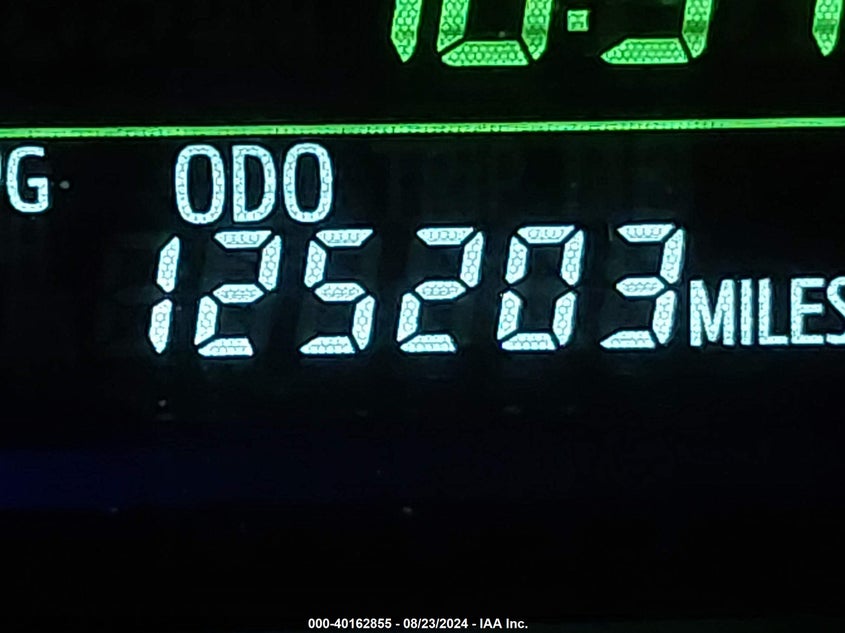 ODO
125203 MILES
000-40162855 - 08/23/2024 - IAA Inc.